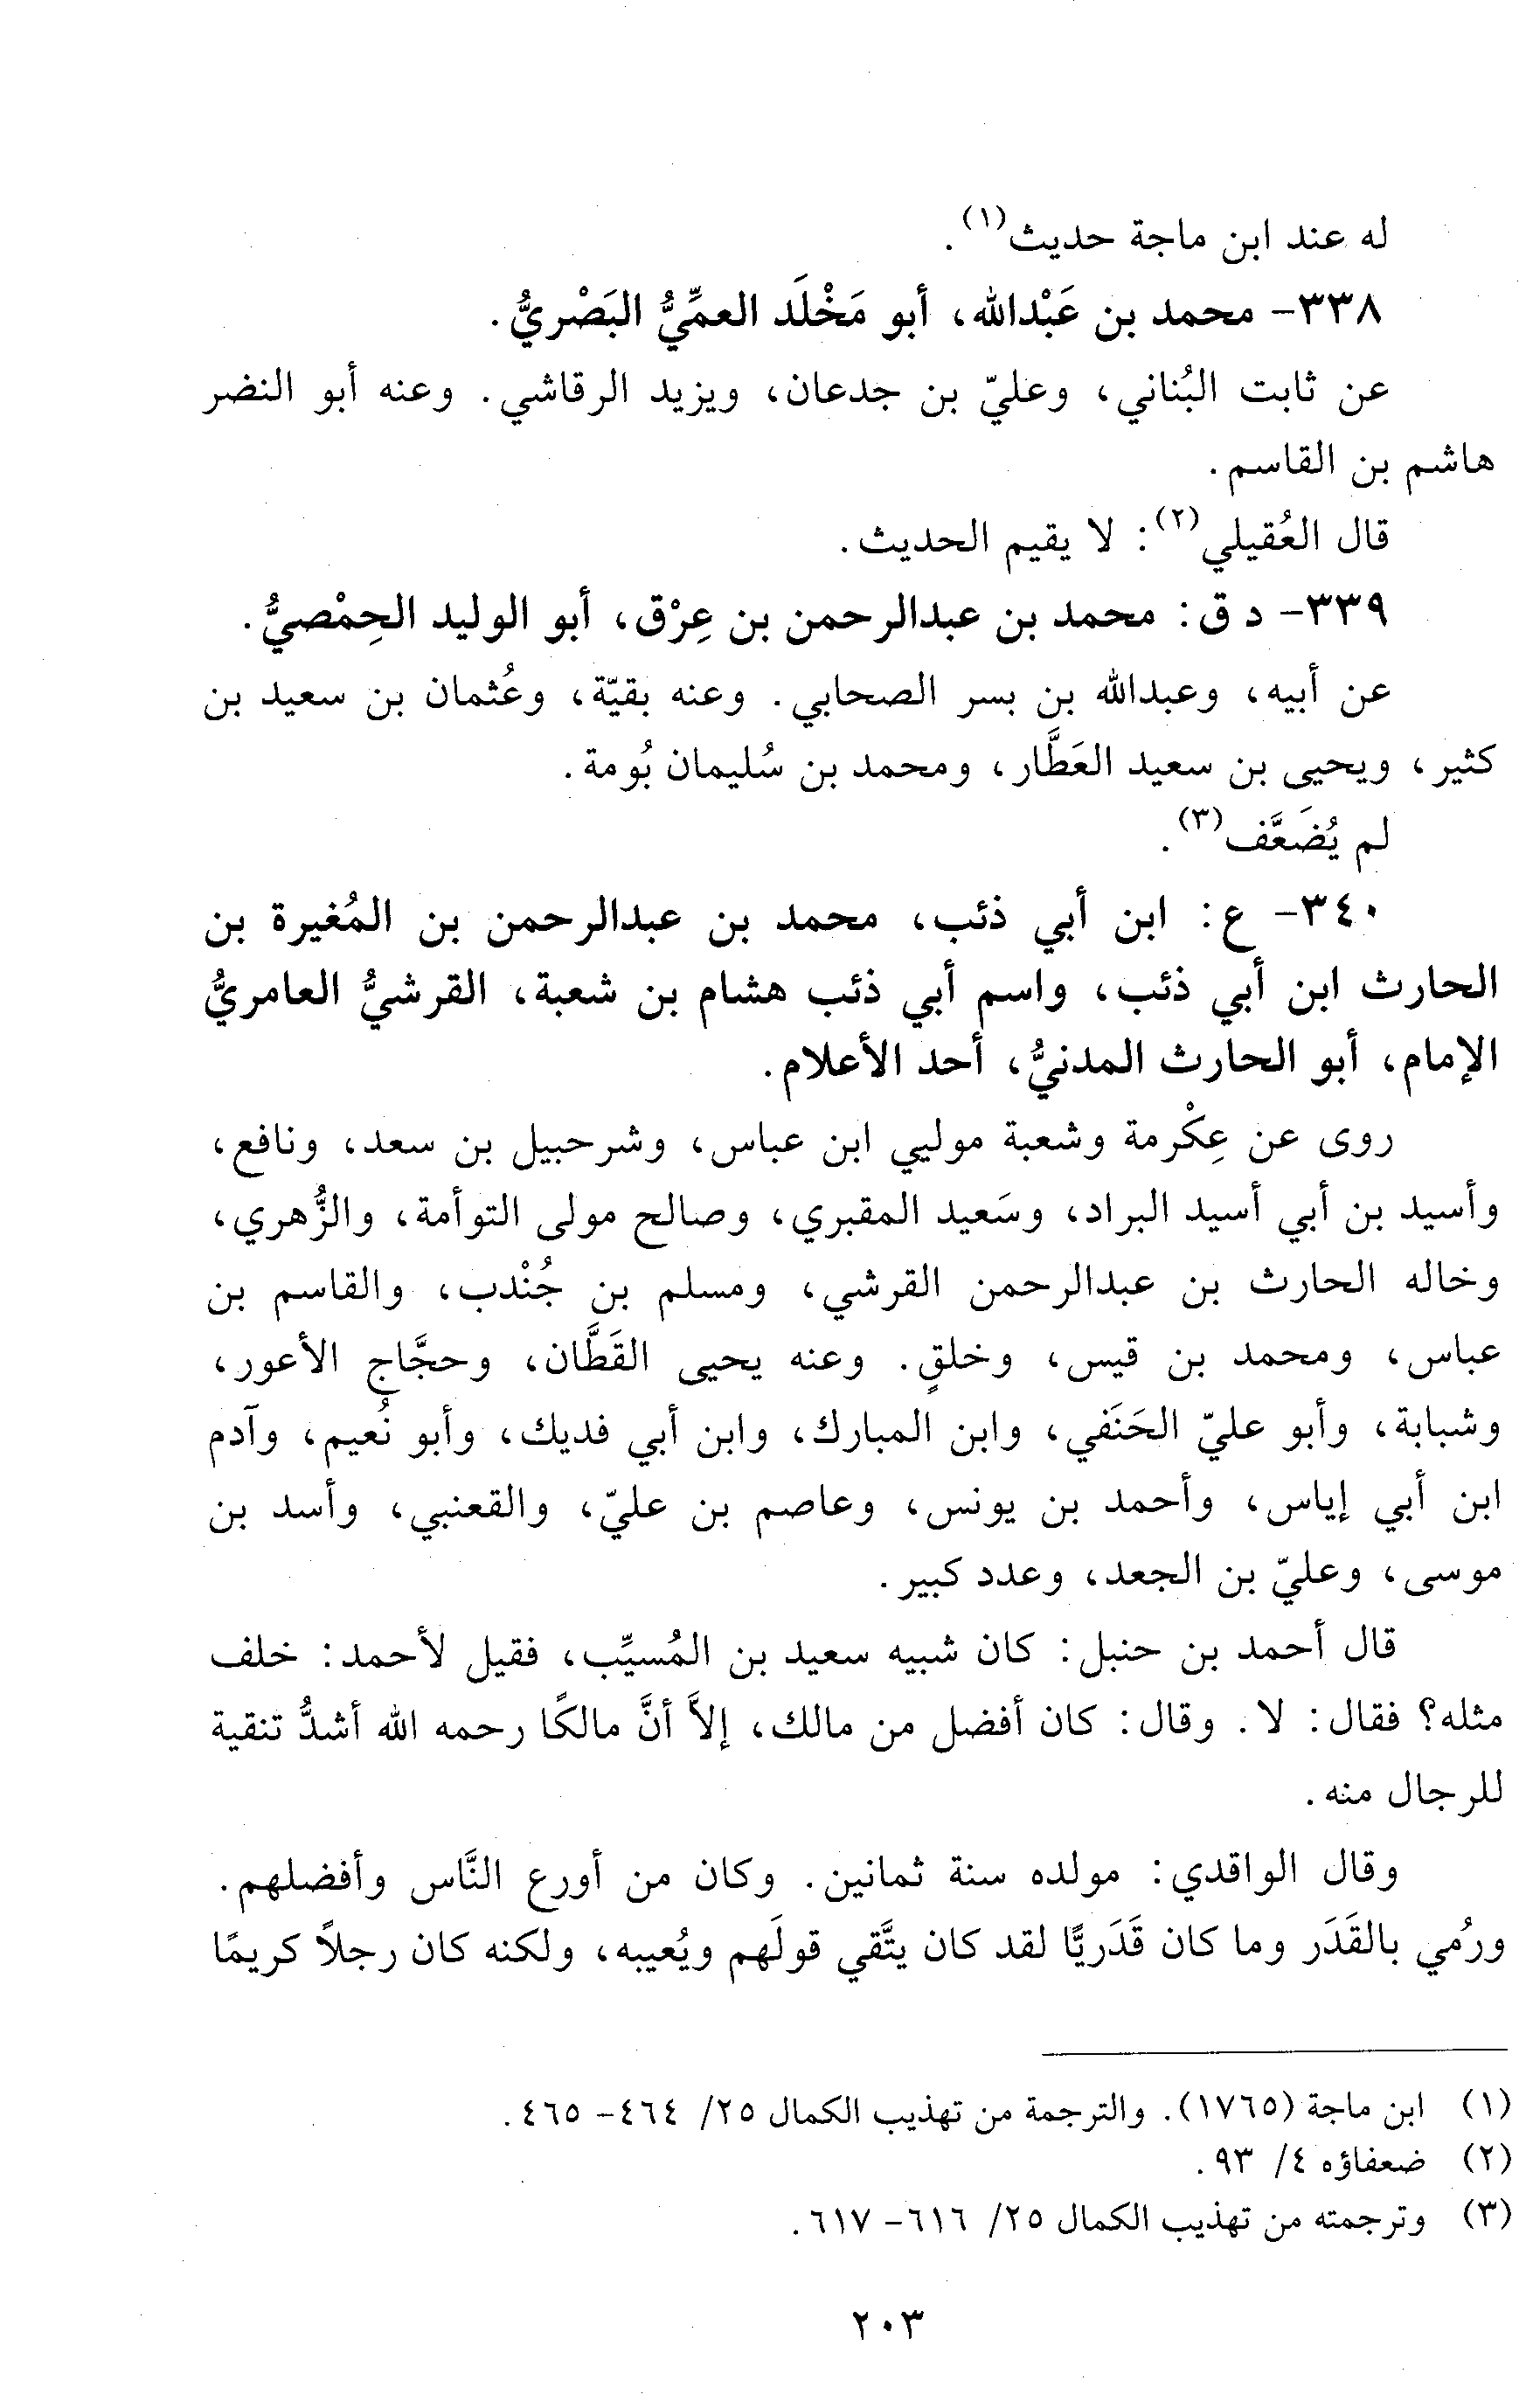 له عند ابن ماجة حديث(١).
٣٣٨- محمد بن عَبْدالله، أبو مَخْلَد العمِّيُّ البَصْريُّ.
عن ثابت البُناني، وعليّ بن جدعان، ويزيد الرقاشي. وعنه أبو النضر
هاشم بن القاسم.
قال العُقيلي(٢): لا يقيم الحديث.
٣٣٩- د ق: محمد بن عبدالرحمن بن عِرْق، أبو الوليد الحِمْصيُّ.
عن أبيه، وعبدالله بن بسر الصحابي. وعنه بقيّة، وعُثمان بن سعيد بن
كثير، ويحيى بن سعيد العَطَّار، ومحمد بن سُليمان بُومة.
لم يُضَعَّف(٣).
٣٤٠- ع: ابن أبي ذئب، محمد بن عبدالرحمن بن المُغيرة بن
الحارث ابن أبي ذئب، واسم أبي ذئب هشام بن شعبة، القرشيُّ العامريُّ
الإمام، أبو الحارث المدنيُّ، أحد الأعلام.
روى عن عِكْرمة وشعبة موليي ابن عباس، وشرحبيل بن سعد، ونافع،
وأسيد بن أبي أسيد البراد، وسَعيد المقبري، وصالح مولى التوأمة، والزُّهري،
وخاله الحارث بن عبدالرحمن القرشي، ومسلم بن جُنْدب، والقاسم بن
عباس، ومحمد بن قيس، وخلقٍ. وعنه يحيى القَطَّان، وحجَّاج الأعور،
وشبابة، وأبو عليّ الحَنَفي، وابن المبارك، وابن أبي فديك، وأبو نُعيم، وآدم
ابن أبي إياس، وأحمد بن يونس، وعاصم بن عليّ، والقعنبي، وأسد بن
موسى، وعليّ بن الجعد، وعدد كبير.
قال أحمد بن حنبل: كان شبيه سعيد بن المُسيِّب، فقيل لأحمد: خلف
مثله؟ فقال: لا. وقال: كان أفضل من مالك، إلاَّ أنَّ مالكًا رحمه الله أشدُّ تنقية
للرجال منه.
وقال الواقدي: مولده سنة ثمانين. وكان من أورع النَّاس وأفضلهم.
ورُمي بالقَدَر وما كان قَدَريًّا لقد كان يتَّقي قولَهم ويُعيبه، ولكنه كان رجلاً كريمًا
(١) ابن ماجة (١٧٦٥). والترجمة من تهذيب الكمال ٢٥/ ٤٦٤- ٤٦٥.
(٢) ضعفاؤه ٤/ ٩٣.
(٣) وترجمته من تهذيب الكمال ٢٥/ ٦١٦- ٦١٧.
٢٠٣